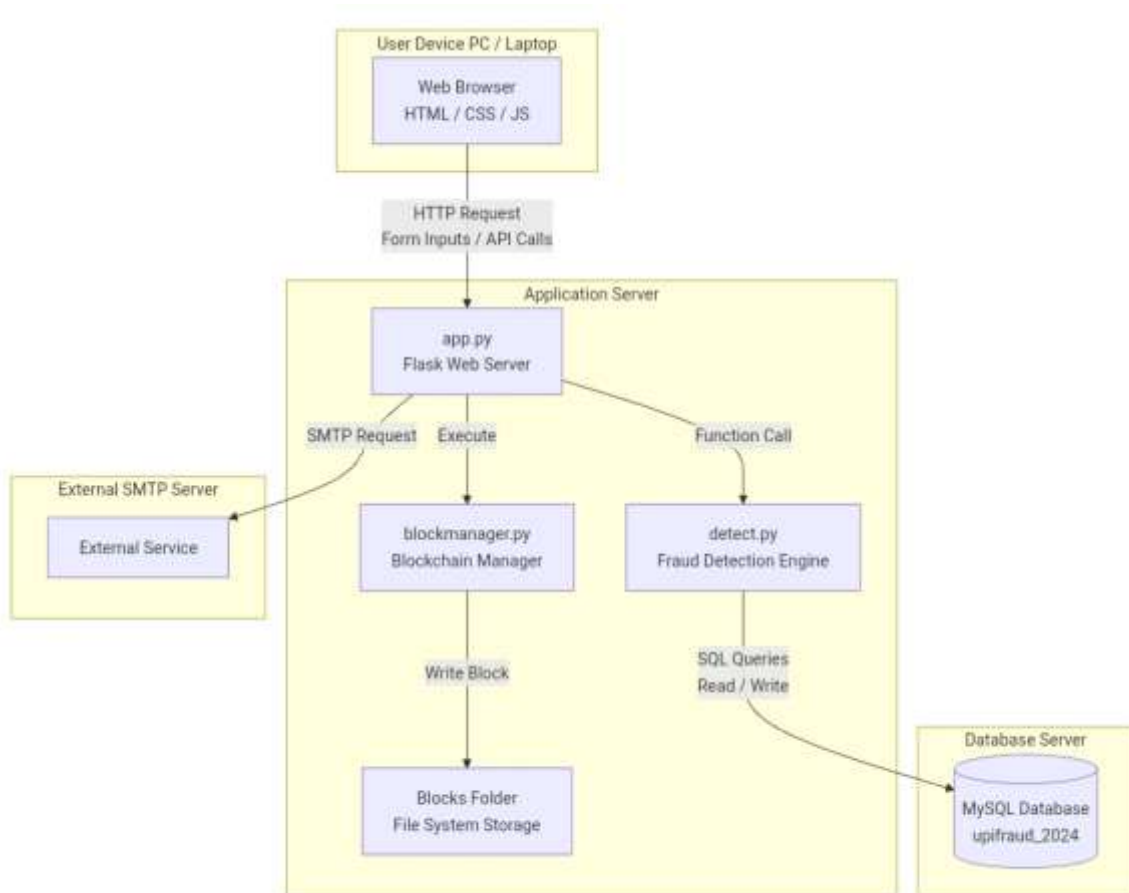 User Device PC / Laptop
Web Browser
HTML / CSS / JS
HTTP Request
Form Inputs / API Calls
Application Server
app.py
Flask Web Server
SMTP Request
Execute
Function Call
External SMTP Server
External Service
blockmanager.py
Blockchain Manager
detect.py
Fraud Detection Engine
Write Block
SQL Queries
Read / Write
Blocks Folder
File System Storage
Database Server
MySQL Database
upifraud_2024